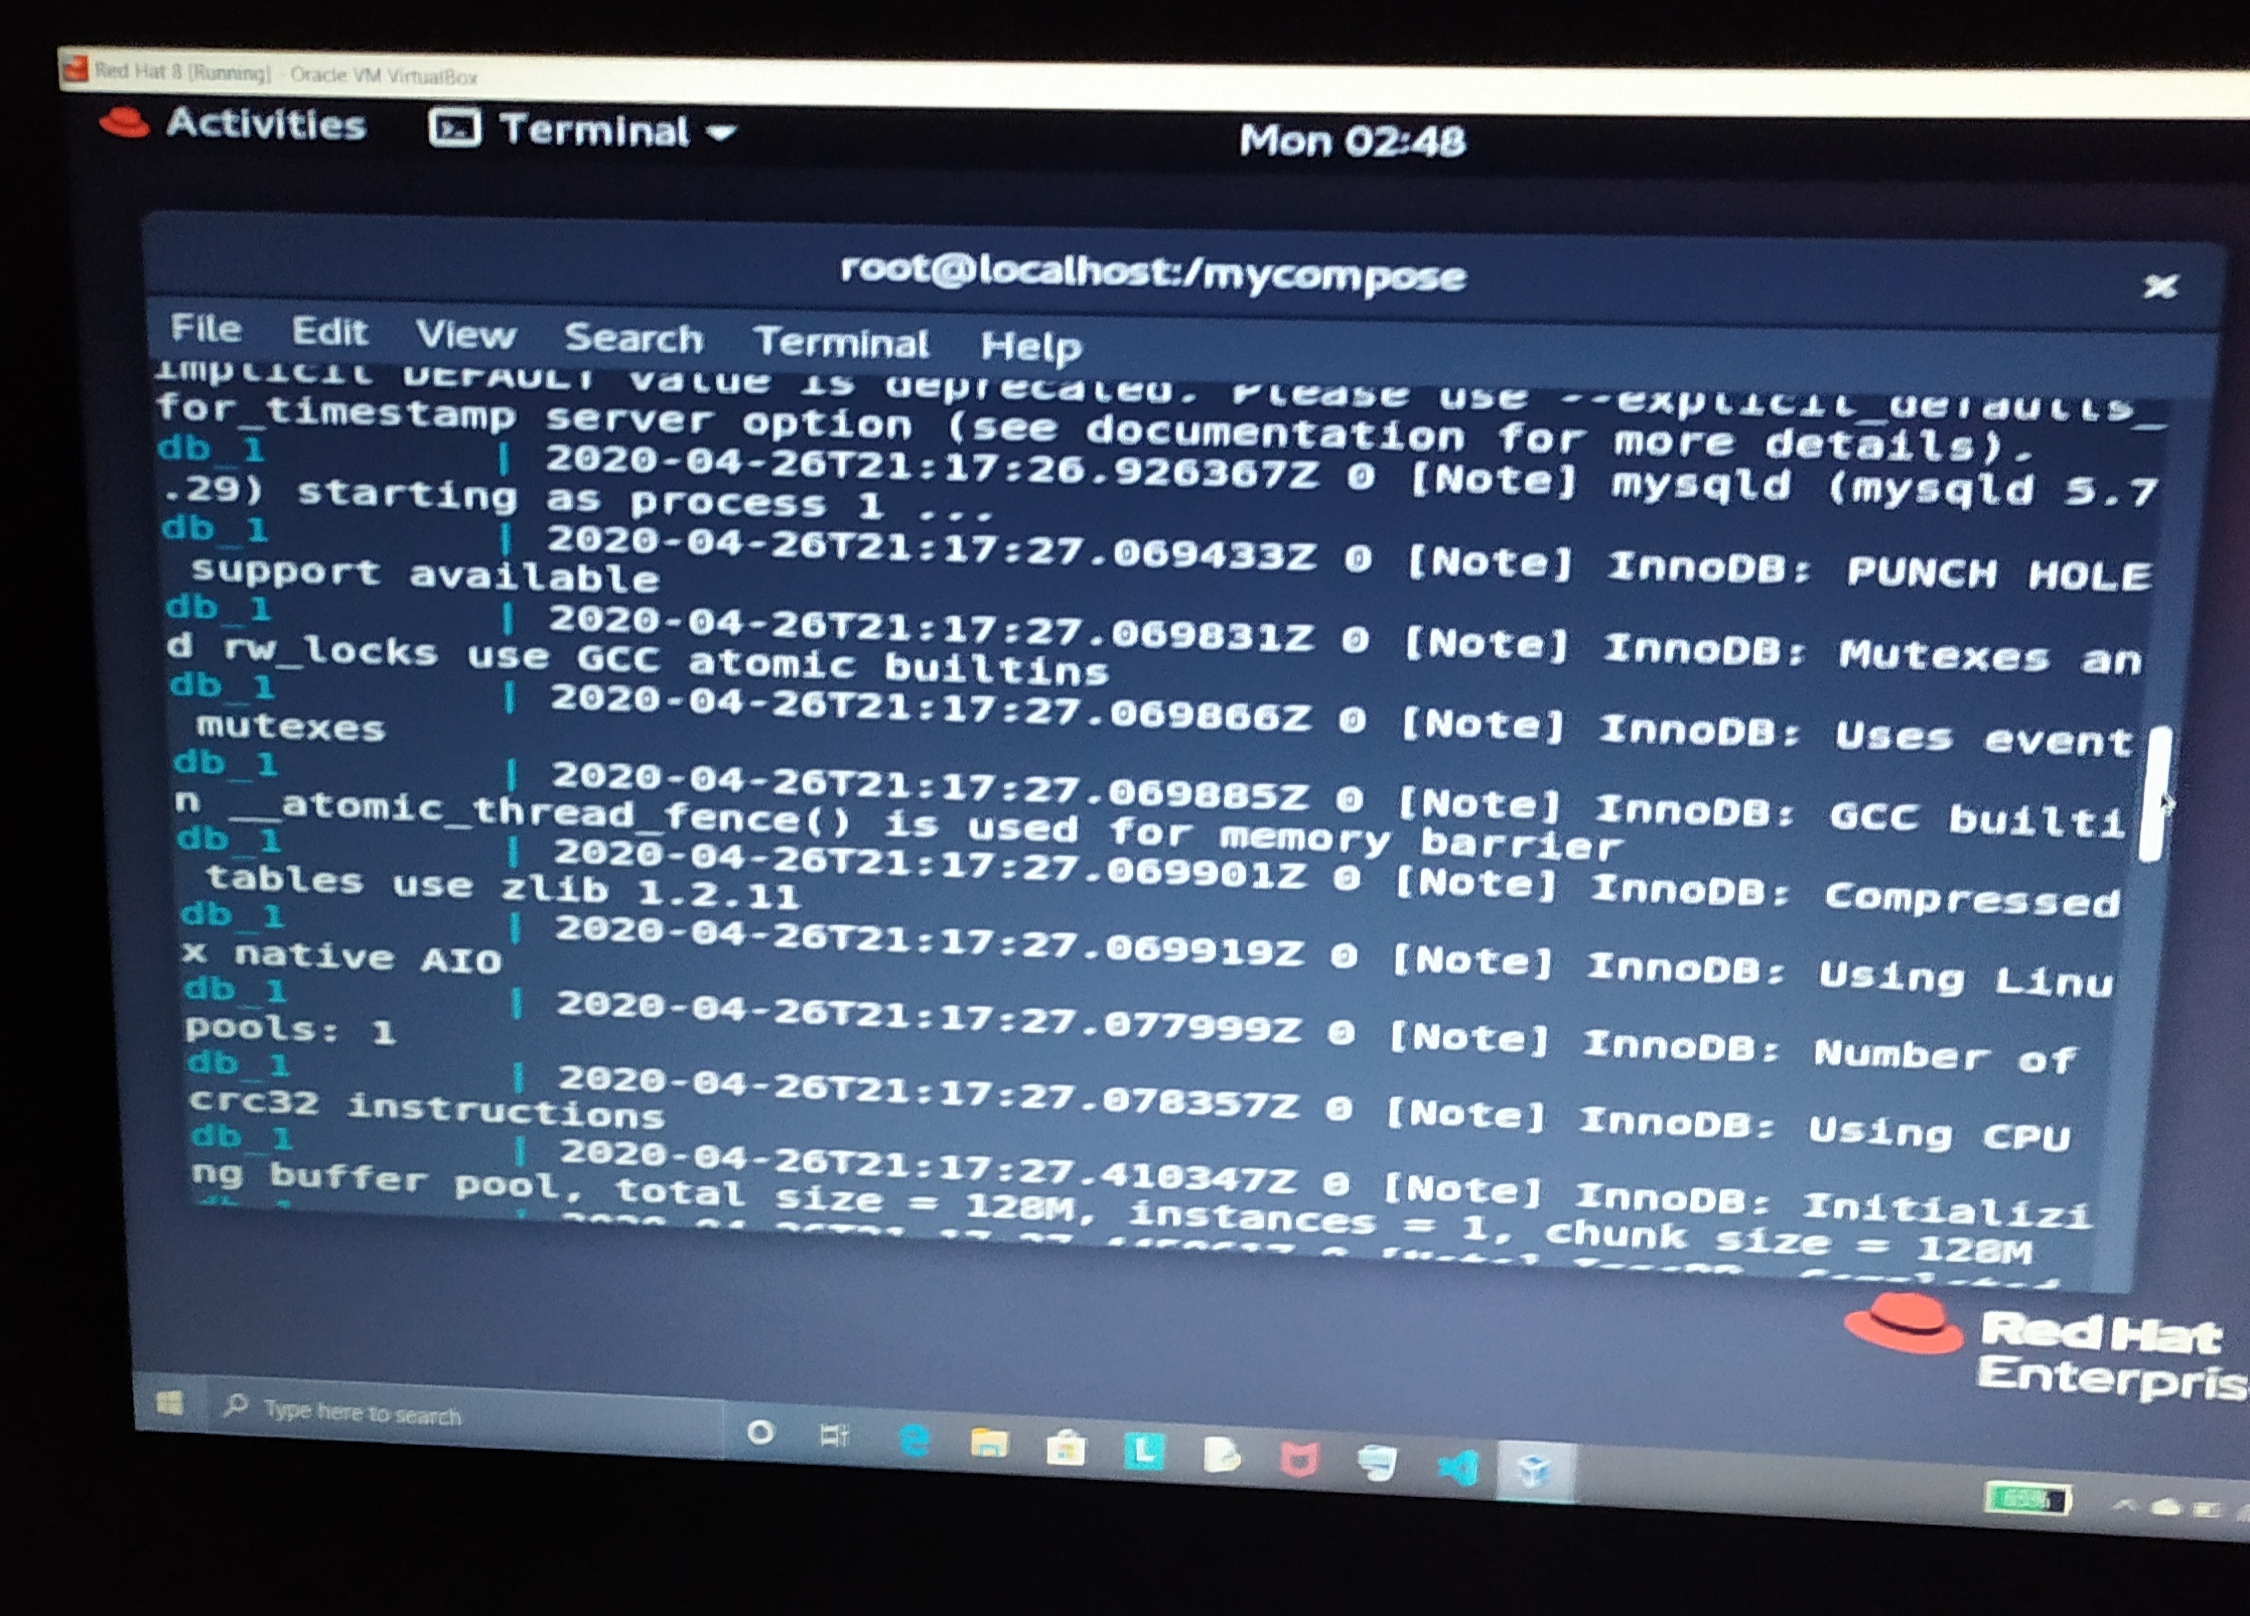 Red Hat 8 [Running] - Oracle VM VirtualBox
Activities Terminal Mon 02:48
root@localhost:/mycompose
File Edit View Search Terminal Help
implicit DEFAULT value is deprecated. Please use --explicit_defaults_
for_timestamp server option (see documentation for more details).
db_1 | 2020-04-26T21:17:26.926367Z 0 [Note] mysqld (mysqld 5.7
.29) starting as process 1 ...
db_1 | 2020-04-26T21:17:27.069433Z 0 [Note] InnoDB: PUNCH HOLE
support available
db_1 | 2020-04-26T21:17:27.069831Z 0 [Note] InnoDB: Mutexes an
d rw_locks use GCC atomic builtins
db_1 | 2020-04-26T21:17:27.069866Z 0 [Note] InnoDB: Uses event
mutexes
db_1 | 2020-04-26T21:17:27.069885Z 0 [Note] InnoDB: GCC builti
n __atomic_thread_fence() is used for memory barrier
db_1 | 2020-04-26T21:17:27.069901Z 0 [Note] InnoDB: Compressed
tables use zlib 1.2.11
db_1 | 2020-04-26T21:17:27.069919Z 0 [Note] InnoDB: Using Linu
x native AIO
db_1 | 2020-04-26T21:17:27.077999Z 0 [Note] InnoDB: Number of
pools: 1
db_1 | 2020-04-26T21:17:27.078357Z 0 [Note] InnoDB: Using CPU
crc32 instructions
db_1 | 2020-04-26T21:17:27.410347Z 0 [Note] InnoDB: Initializi
ng buffer pool, total size = 128M, instances = 1, chunk size = 128M
Red Hat
Enterpris
Type here to search